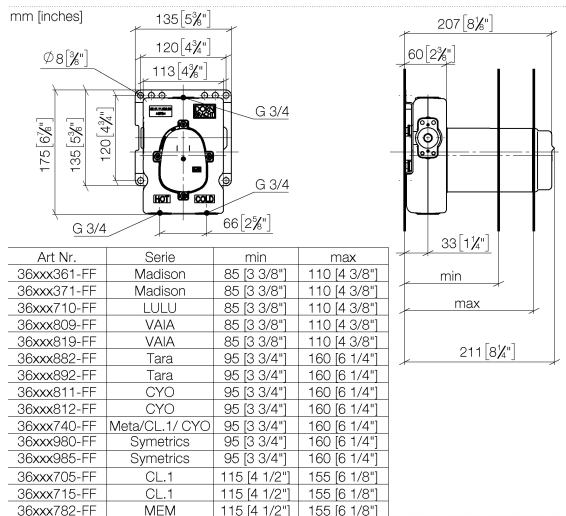 mm [inches]
135 [5⅜"]
120 [4¾"]
113 [4⅜"]
Ø8 [⅜"]
G 3/4
175 [6⅞"]
135 [5⅜"]
120 [4¾"]
HOT
COLD
G 3/4
G 3/4
66 [2⅝"]
207 [8⅛"]
60 [2⅜"]
33 [1¼"]
min
max
211 [8¼"]
Art Nr. Serie min max
36xxx361-FF Madison 85 [3 3/8"] 110 [4 3/8"]
36xxx371-FF Madison 85 [3 3/8"] 110 [4 3/8"]
36xxx710-FF LULU 85 [3 3/8"] 110 [4 3/8"]
36xxx809-FF VAIA 85 [3 3/8"] 110 [4 3/8"]
36xxx819-FF VAIA 85 [3 3/8"] 110 [4 3/8"]
36xxx882-FF Tara 95 [3 3/4"] 160 [6 1/4"]
36xxx892-FF Tara 95 [3 3/4"] 160 [6 1/4"]
36xxx811-FF CYO 95 [3 3/4"] 160 [6 1/4"]
36xxx812-FF CYO 95 [3 3/4"] 160 [6 1/4"]
36xxx740-FF Meta/CL.1/ CYO 95 [3 3/4"] 160 [6 1/4"]
36xxx980-FF Symetrics 95 [3 3/4"] 160 [6 1/4"]
36xxx985-FF Symetrics 95 [3 3/4"] 160 [6 1/4"]
36xxx705-FF CL.1 115 [4 1/2"] 155 [6 1/8"]
36xxx715-FF CL.1 115 [4 1/2"] 155 [6 1/8"]
36xxx782-FF MEM 115 [4 1/2"] 155 [6 1/8"]